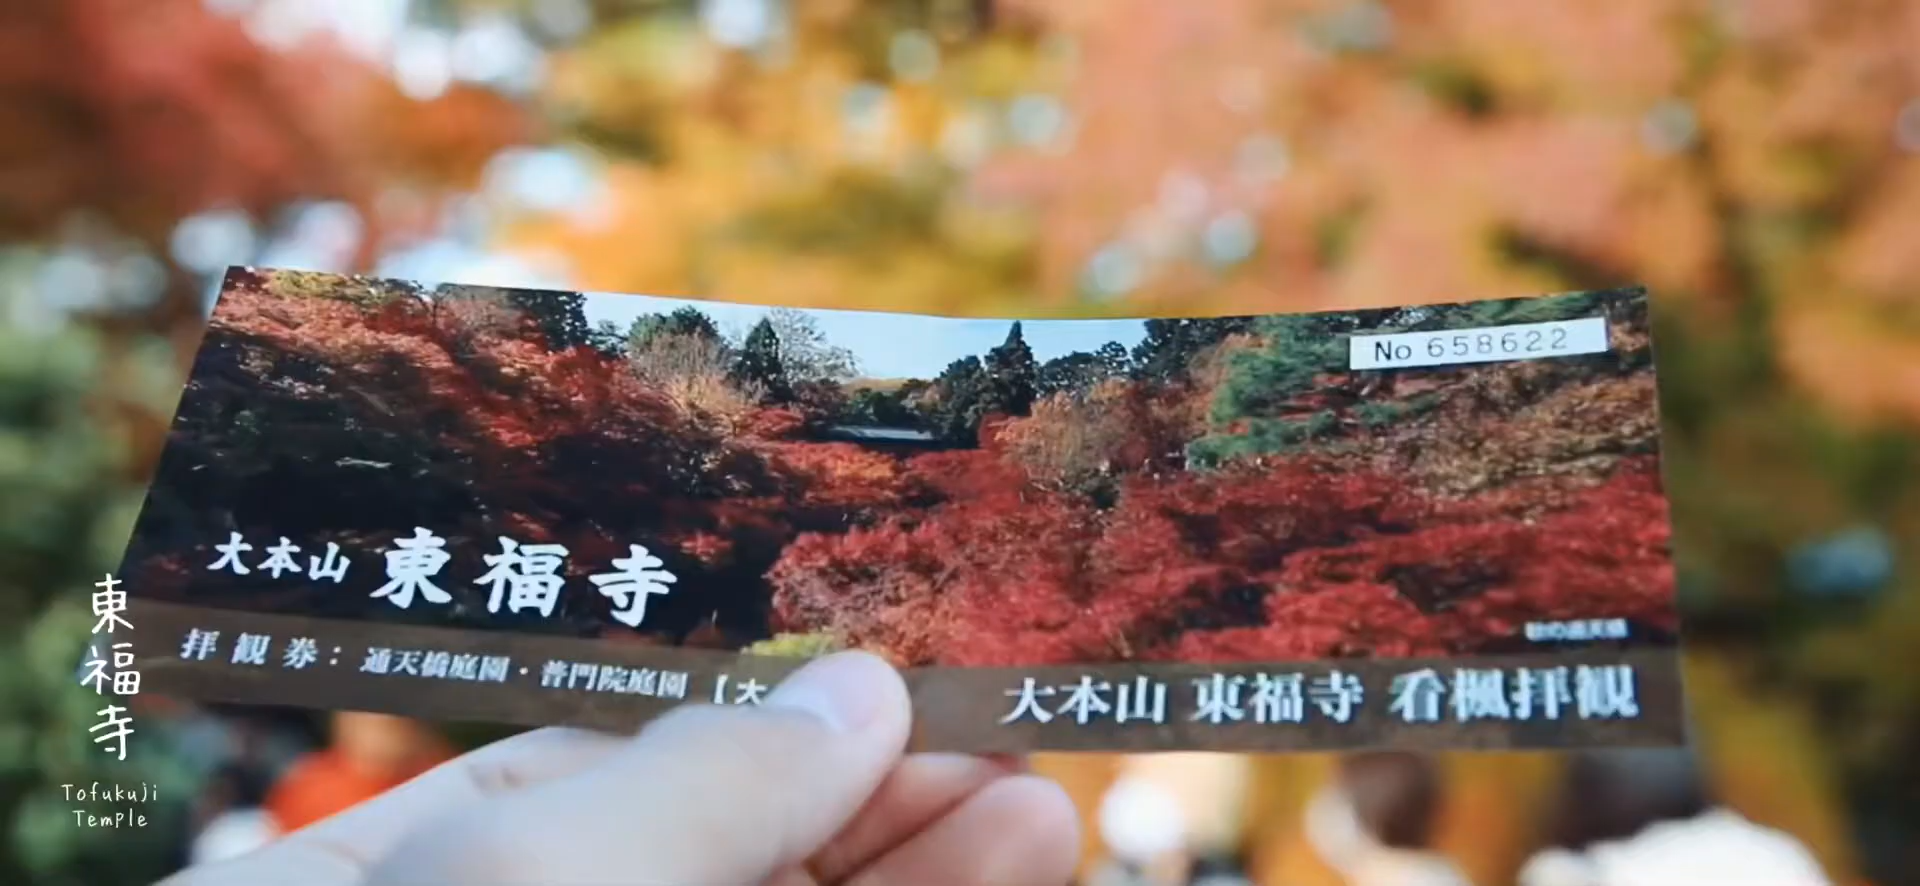 No 658622
大本山 東福寺
拝観券：通天橋庭園・普門院庭園【大
大本山 東福寺 看楓拝観
東福寺
Tofukuji
Temple